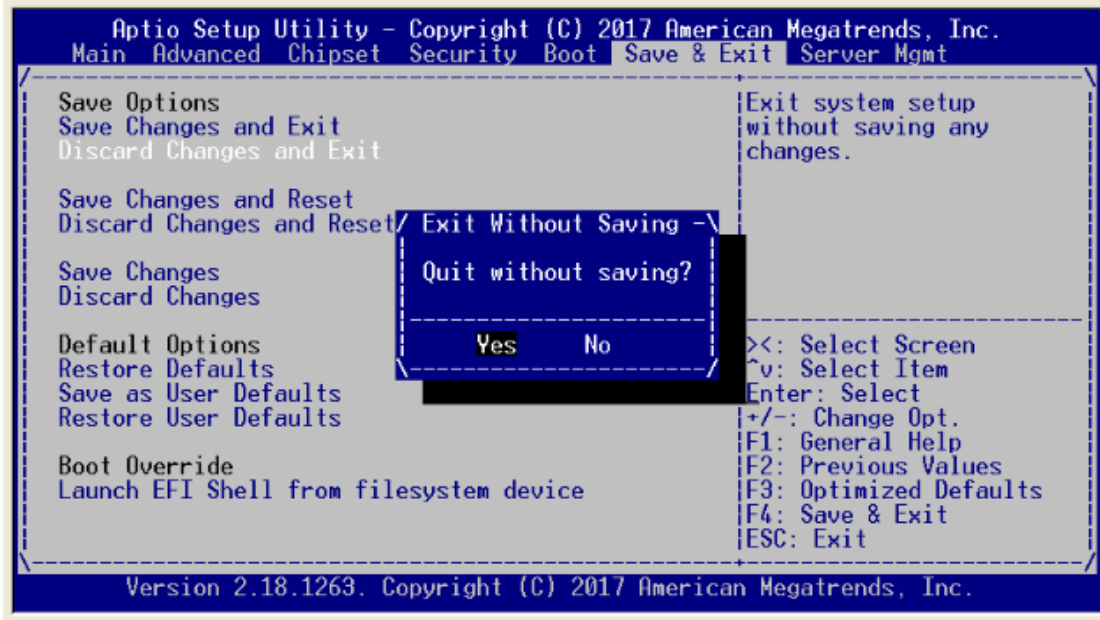 Aptio Setup Utility - Copyright (C) 2017 American Megatrends, Inc.
Main Advanced Chipset Security Boot Save & Exit Server Mgmt
Save Options
Save Changes and Exit
Discard Changes and Exit
Save Changes and Reset
Discard Changes and Reset
Save Changes
Discard Changes
Default Options
Restore Defaults
Save as User Defaults
Restore User Defaults
Boot Override
Launch EFI Shell from filesystem device
Exit Without Saving
Quit without saving?
Yes No
Exit system setup
without saving any
changes.
><: Select Screen
^v: Select Item
Enter: Select
+/-: Change Opt.
F1: General Help
F2: Previous Values
F3: Optimized Defaults
F4: Save & Exit
ESC: Exit
Version 2.18.1263. Copyright (C) 2017 American Megatrends, Inc.